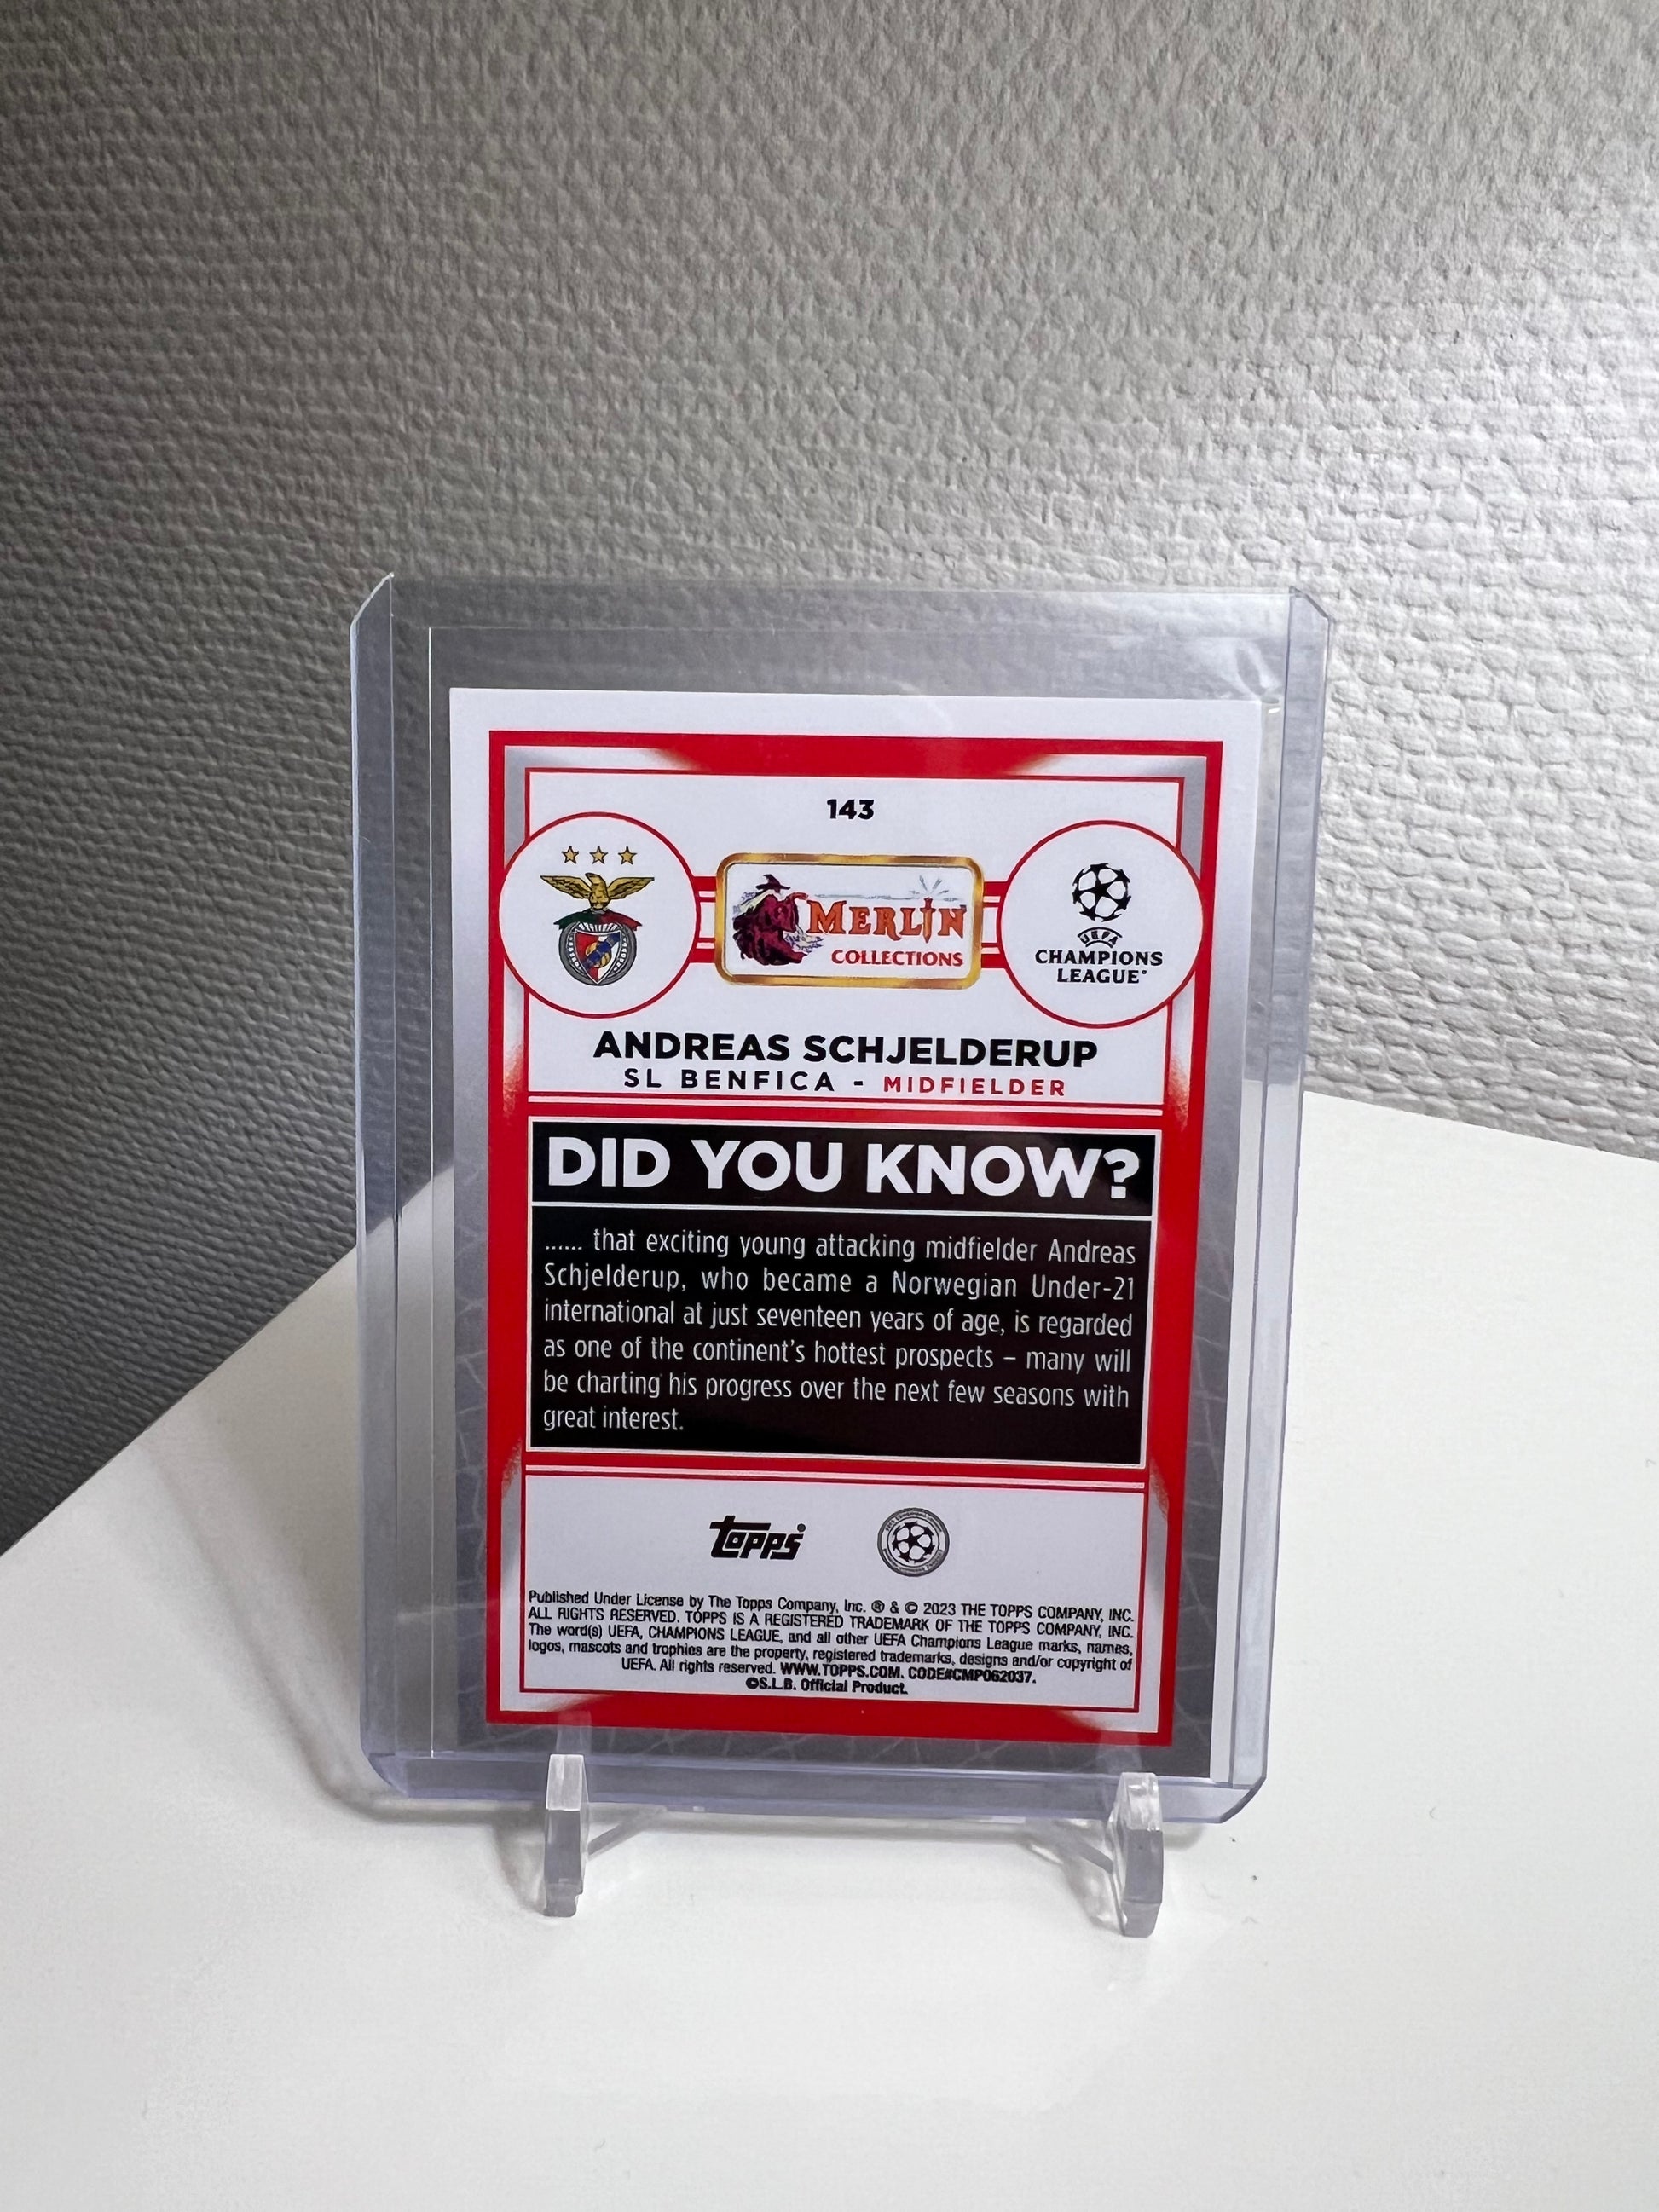 143
MERLIN
COLLECTIONS
UEFA
CHAMPIONS
LEAGUE
ANDREAS SCHJELDERUP
SL BENFICA - MIDFIELDER
DID YOU KNOW?
...... that exciting young attacking midfielder Andreas
Schjelderup, who became a Norwegian Under-21
international at just seventeen years of age, is regarded
as one of the continent's hottest prospects – many will
be charting his progress over the next few seasons with
great interest.
topps
Published Under License by The Topps Company, Inc. ® & © 2023 THE TOPPS COMPANY, INC.
ALL RIGHTS RESERVED. TOPPS IS A REGISTERED TRADEMARK OF THE TOPPS COMPANY, INC.
The word(s) UEFA, CHAMPIONS LEAGUE, and all other UEFA Champions League marks, names,
logos, mascots and trophies are the property, registered trademarks, designs and/or copyright of
UEFA. All rights reserved. WWW.TOPPS.COM. CODE#CMP062037.
©S.L.B. Official Product.